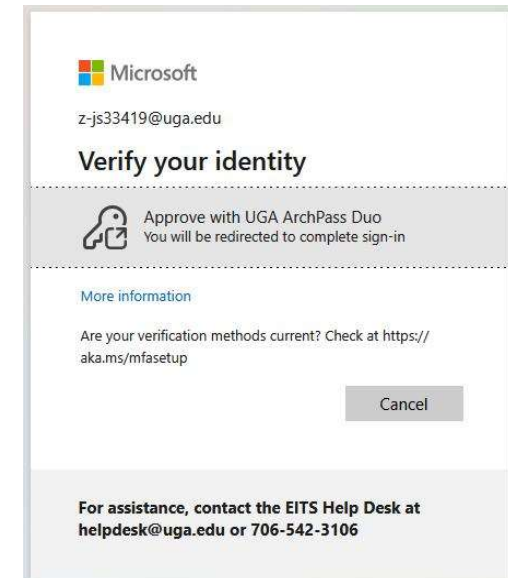 Microsoft
z-js33419@uga.edu
Verify your identity
Approve with UGA ArchPass Duo
You will be redirected to complete sign-in
More information
Are your verification methods current? Check at https://
aka.ms/mfasetup
Cancel
For assistance, contact the EITS Help Desk at
helpdesk@uga.edu or 706-542-3106